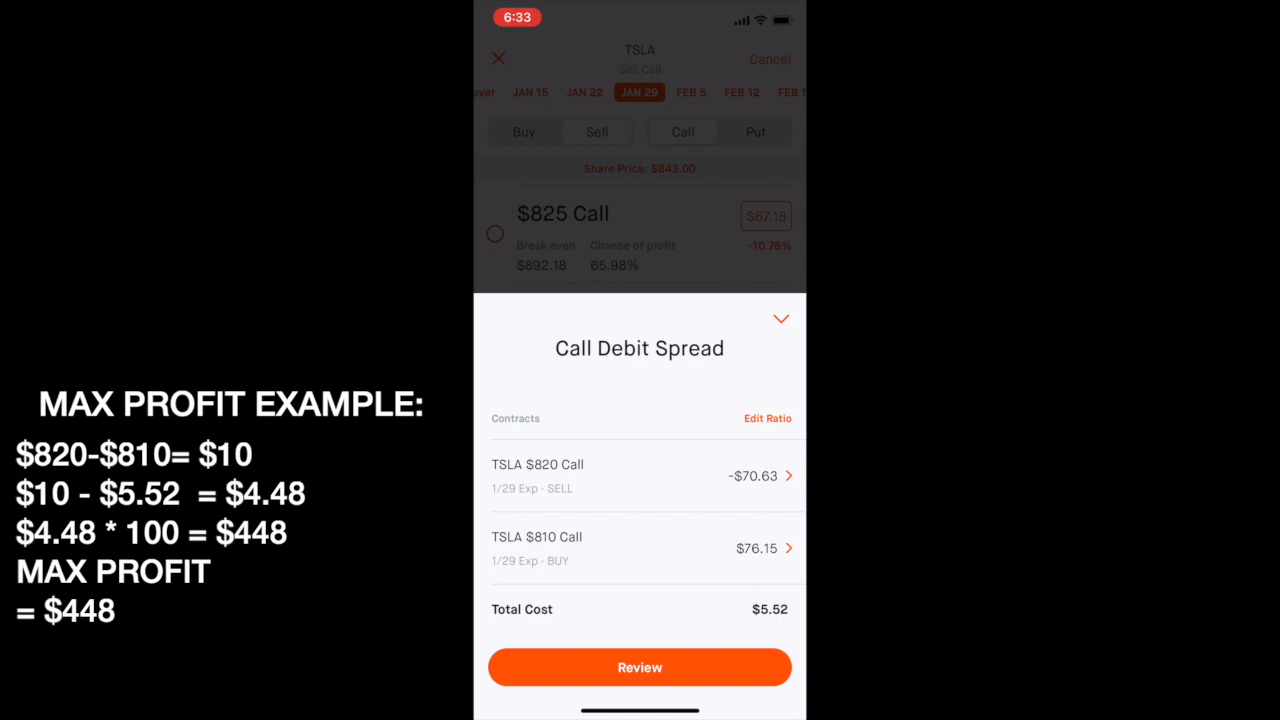 6:33
TSLA
Sell Call
Cancel
over JAN 15 JAN 22 JAN 29 FEB 5 FEB 12 FEB 1
Buy Sell Call Put
Share Price: $843.00
$825 Call
$67.18
Break even Chance of profit -10.78%
$892.18 65.98%
Call Debit Spread
Contracts Edit Ratio
TSLA $820 Call
-$70.63
1/29 Exp · SELL
TSLA $810 Call
$76.15
1/29 Exp · BUY
Total Cost $5.52
Review
MAX PROFIT EXAMPLE:
$820-$810= $10
$10 - $5.52 = $4.48
$4.48 * 100 = $448
MAX PROFIT
= $448